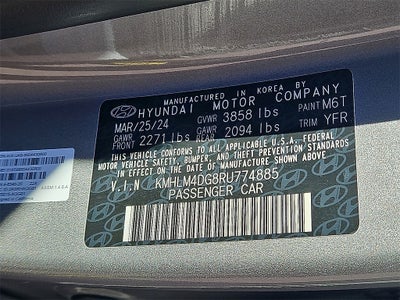 MANUFACTURED IN KOREA BY
HYUNDAI MOTOR COMPANY
MAR/25/24 GVWR 3858 lbs PAINT M6T
GAWR FRONT 2271 lbs GAWR REAR 2094 lbs TRIM YFR
THIS VEHICLE CONFORMS TO ALL APPLICABLE U.S.A. FEDERAL
MOTOR VEHICLE SAFETY, BUMPER, AND THEFT PREVENTION STANDARDS
IN EFFECT ON THE DATE OF MANUFACTURE SHOWN ABOVE.
V.I.N KMHLM4DG8RU774885
PASSENGER CAR